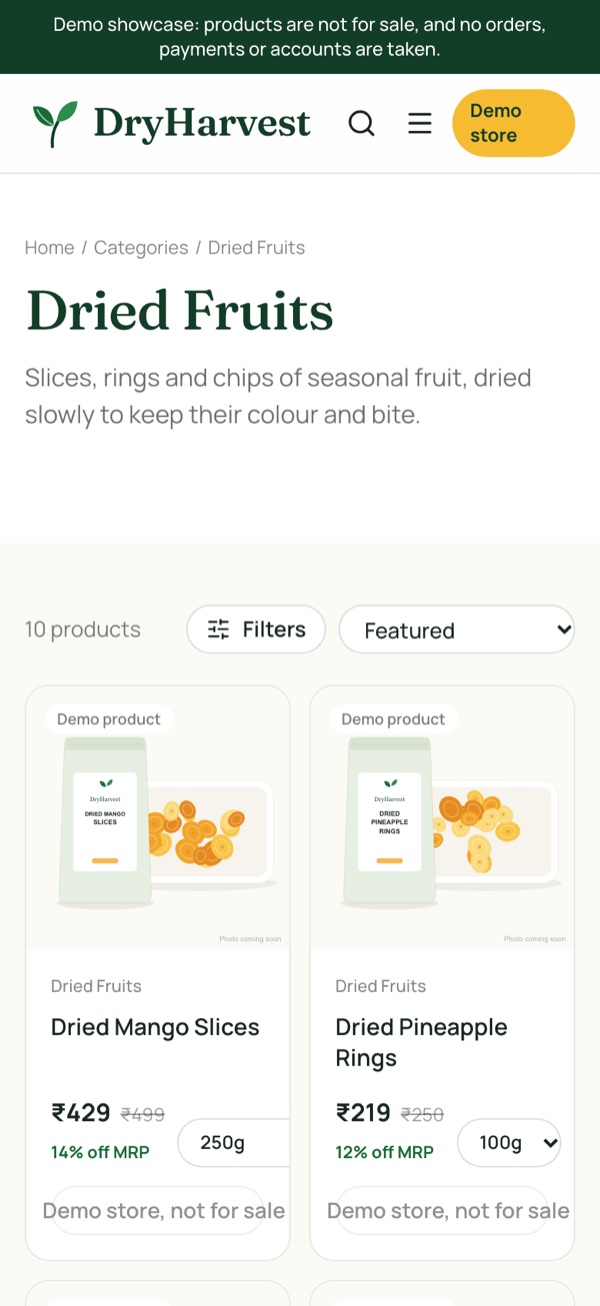 Demo showcase: products are not for sale, and no orders,
payments or accounts are taken.
DryHarvest
Demo
store
Home / Categories / Dried Fruits
Dried Fruits
Slices, rings and chips of seasonal fruit, dried
slowly to keep their colour and bite.
10 products
Filters
Featured
Demo product
DryHarvest
DRIED MANGO
SLICES
Photo coming soon
Dried Fruits
Dried Mango Slices
₹429 ₹499
14% off MRP
250g
Demo store, not for sale
Demo product
DryHarvest
DRIED
PINEAPPLE
RINGS
Photo coming soon
Dried Fruits
Dried Pineapple
Rings
₹219 ₹250
12% off MRP
100g
Demo store, not for sale